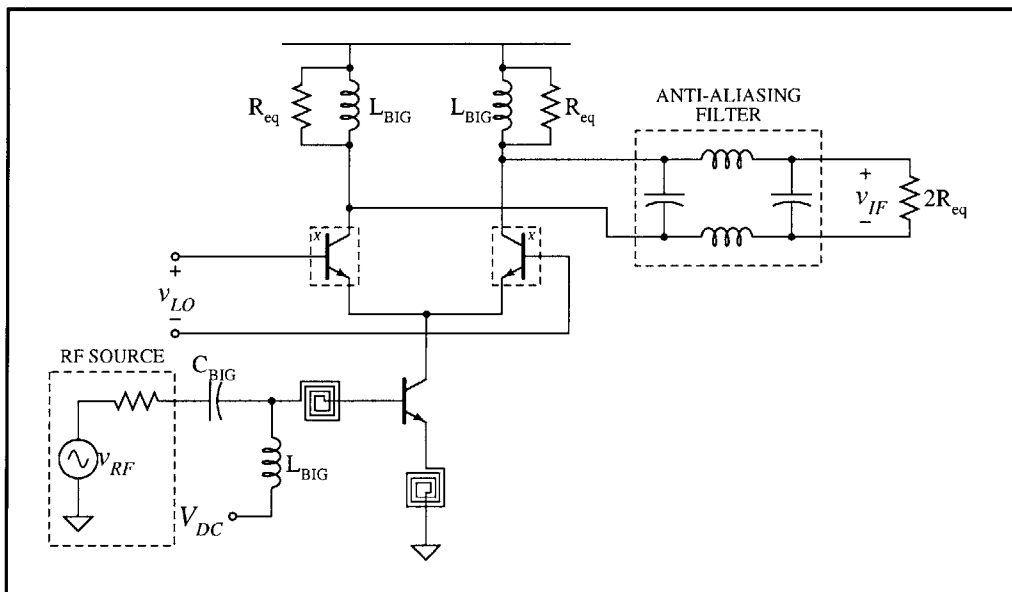 R_eq
L_BIG
L_BIG
R_eq
ANTI-ALIASING
FILTER
+
v_IF
−
2R_eq
x
x
+
v_LO
−
RF SOURCE
C_BIG
v_RF
L_BIG
V_DC